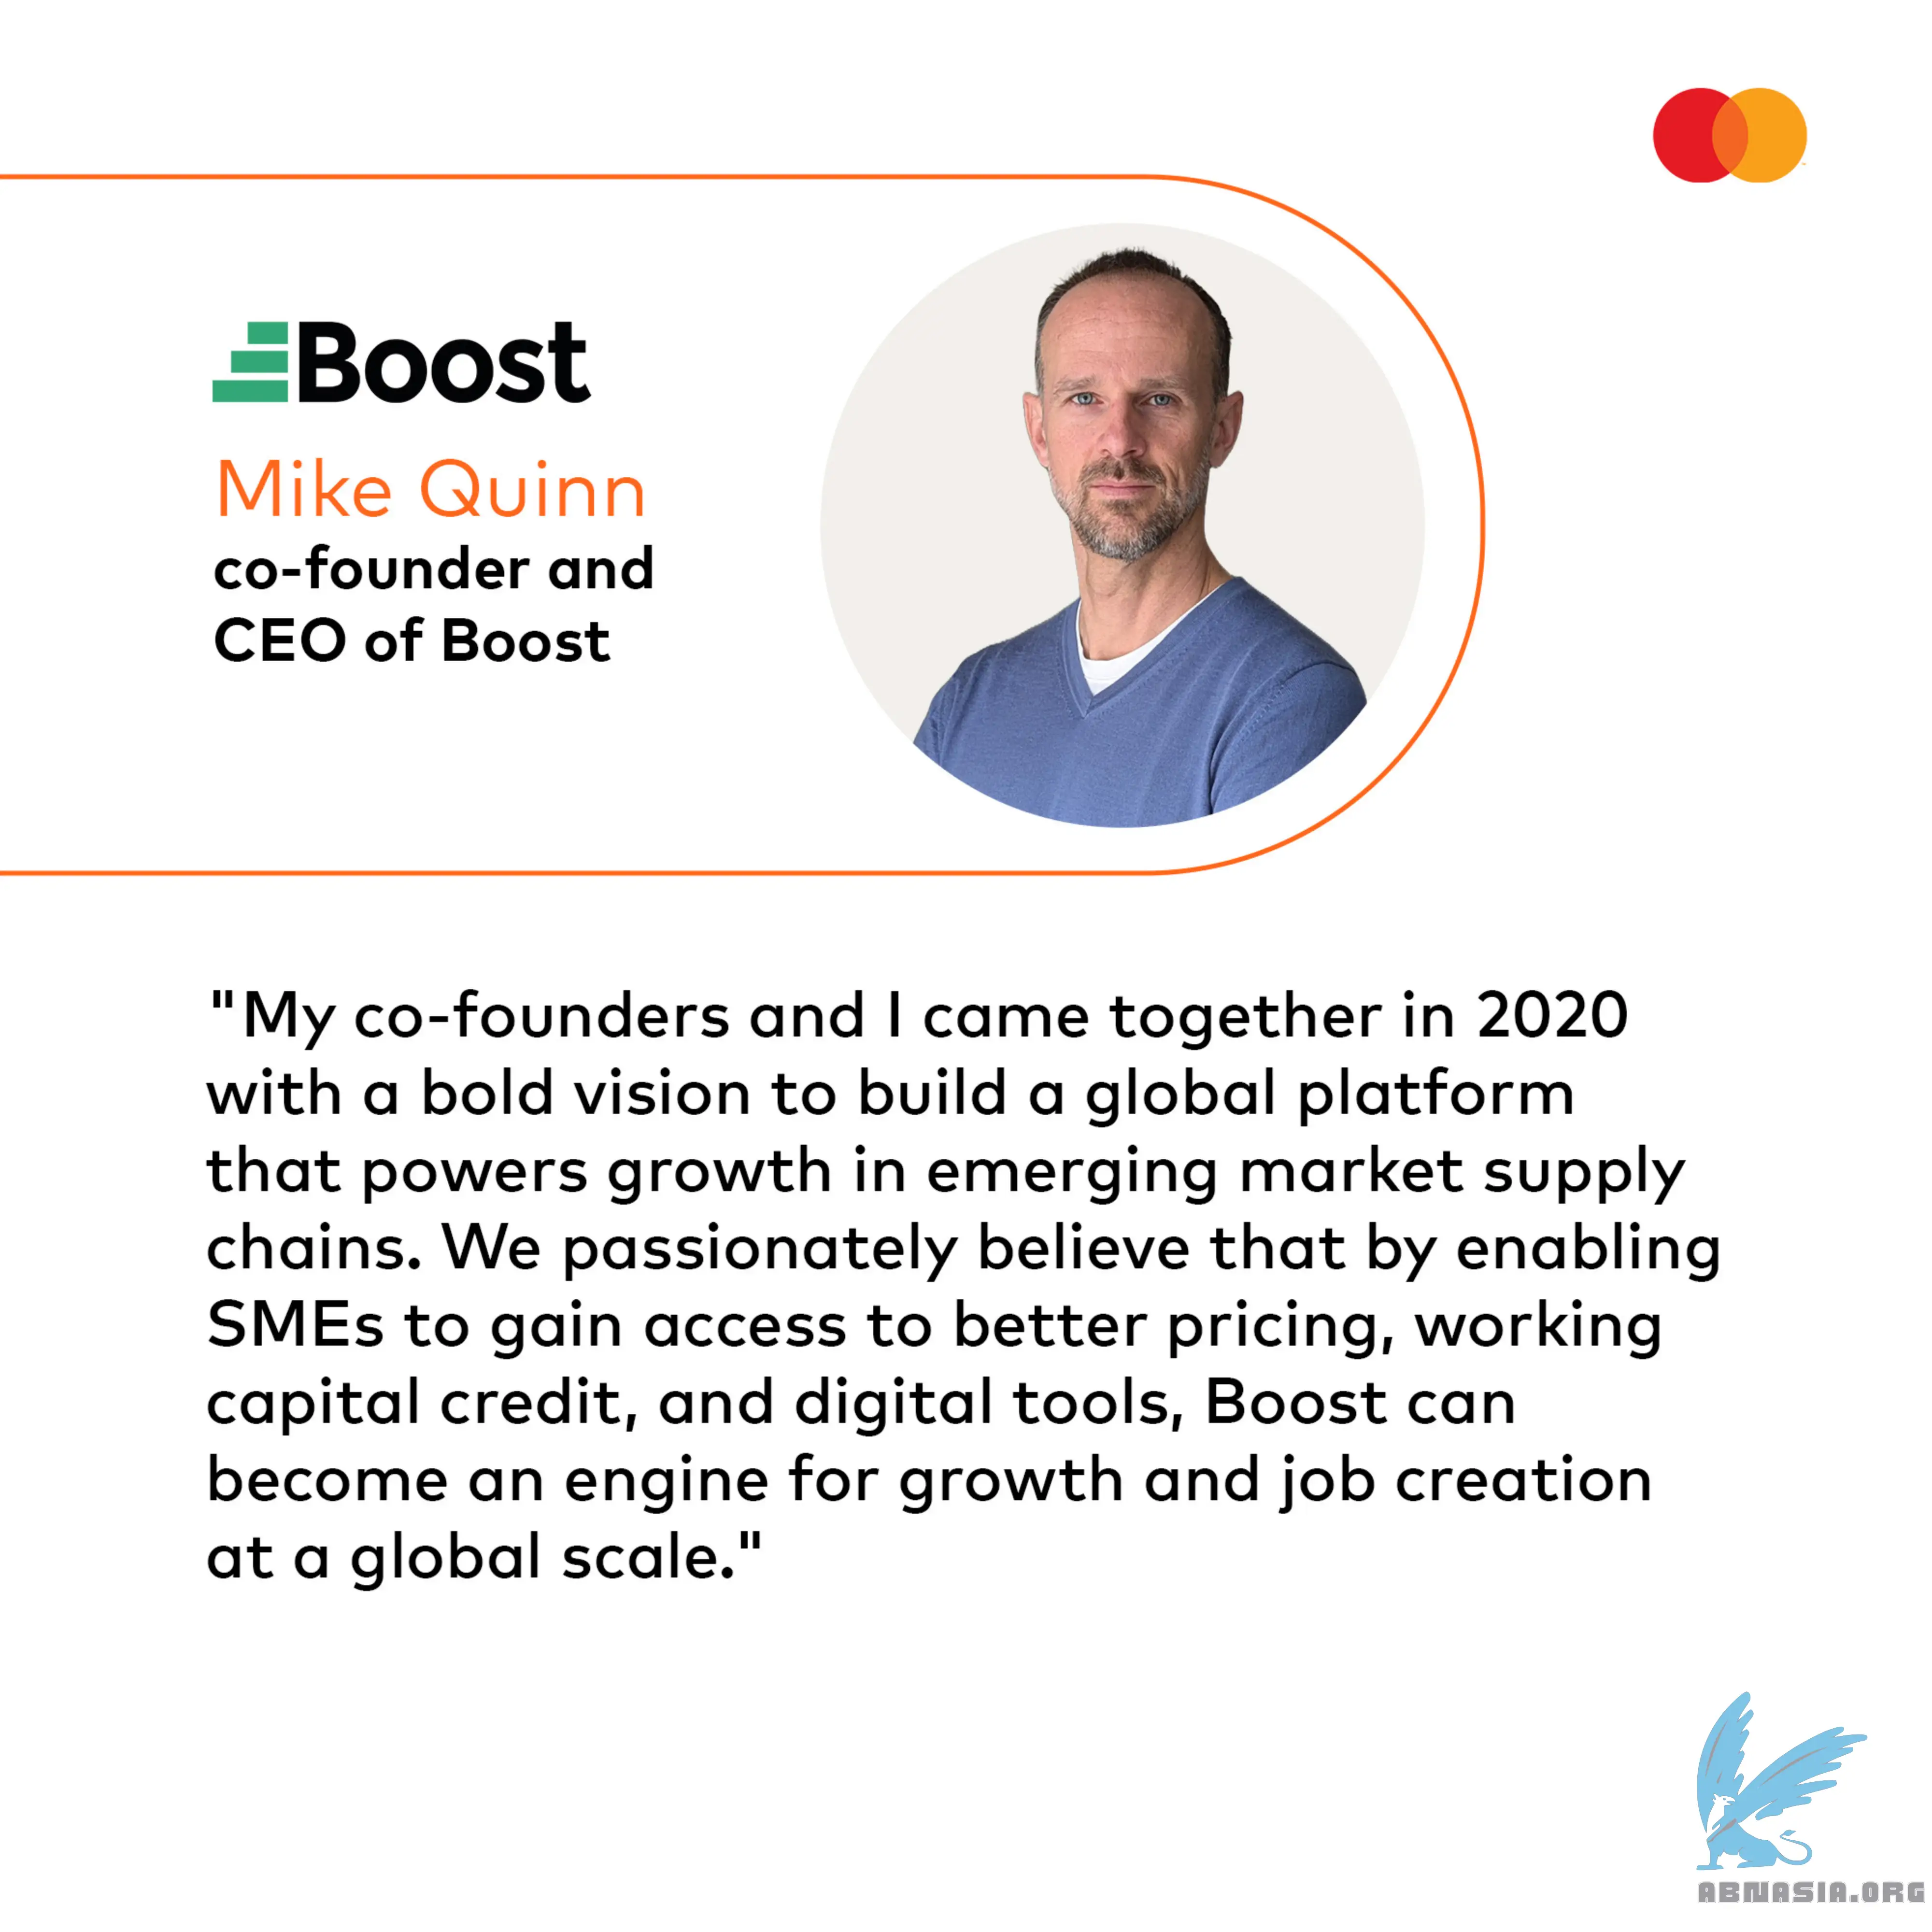 Boost
Mike Quinn
co-founder and
CEO of Boost
"My co-founders and I came together in 2020
with a bold vision to build a global platform
that powers growth in emerging market supply
chains. We passionately believe that by enabling
SMEs to gain access to better pricing, working
capital credit, and digital tools, Boost can
become an engine for growth and job creation
at a global scale."
ABNASIA.ORG